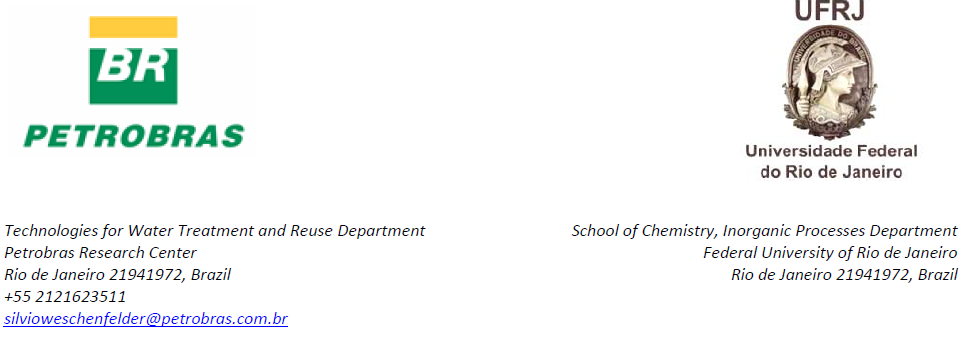 BR
PETROBRAS
UFRJ
Universidade Federal
do Rio de Janeiro
Technologies for Water Treatment and Reuse Department
Petrobras Research Center
Rio de Janeiro 21941972, Brazil
+55 2121623511
silvioweschenfelder@petrobras.com.br
School of Chemistry, Inorganic Processes Department
Federal University of Rio de Janeiro
Rio de Janeiro 21941972, Brazil